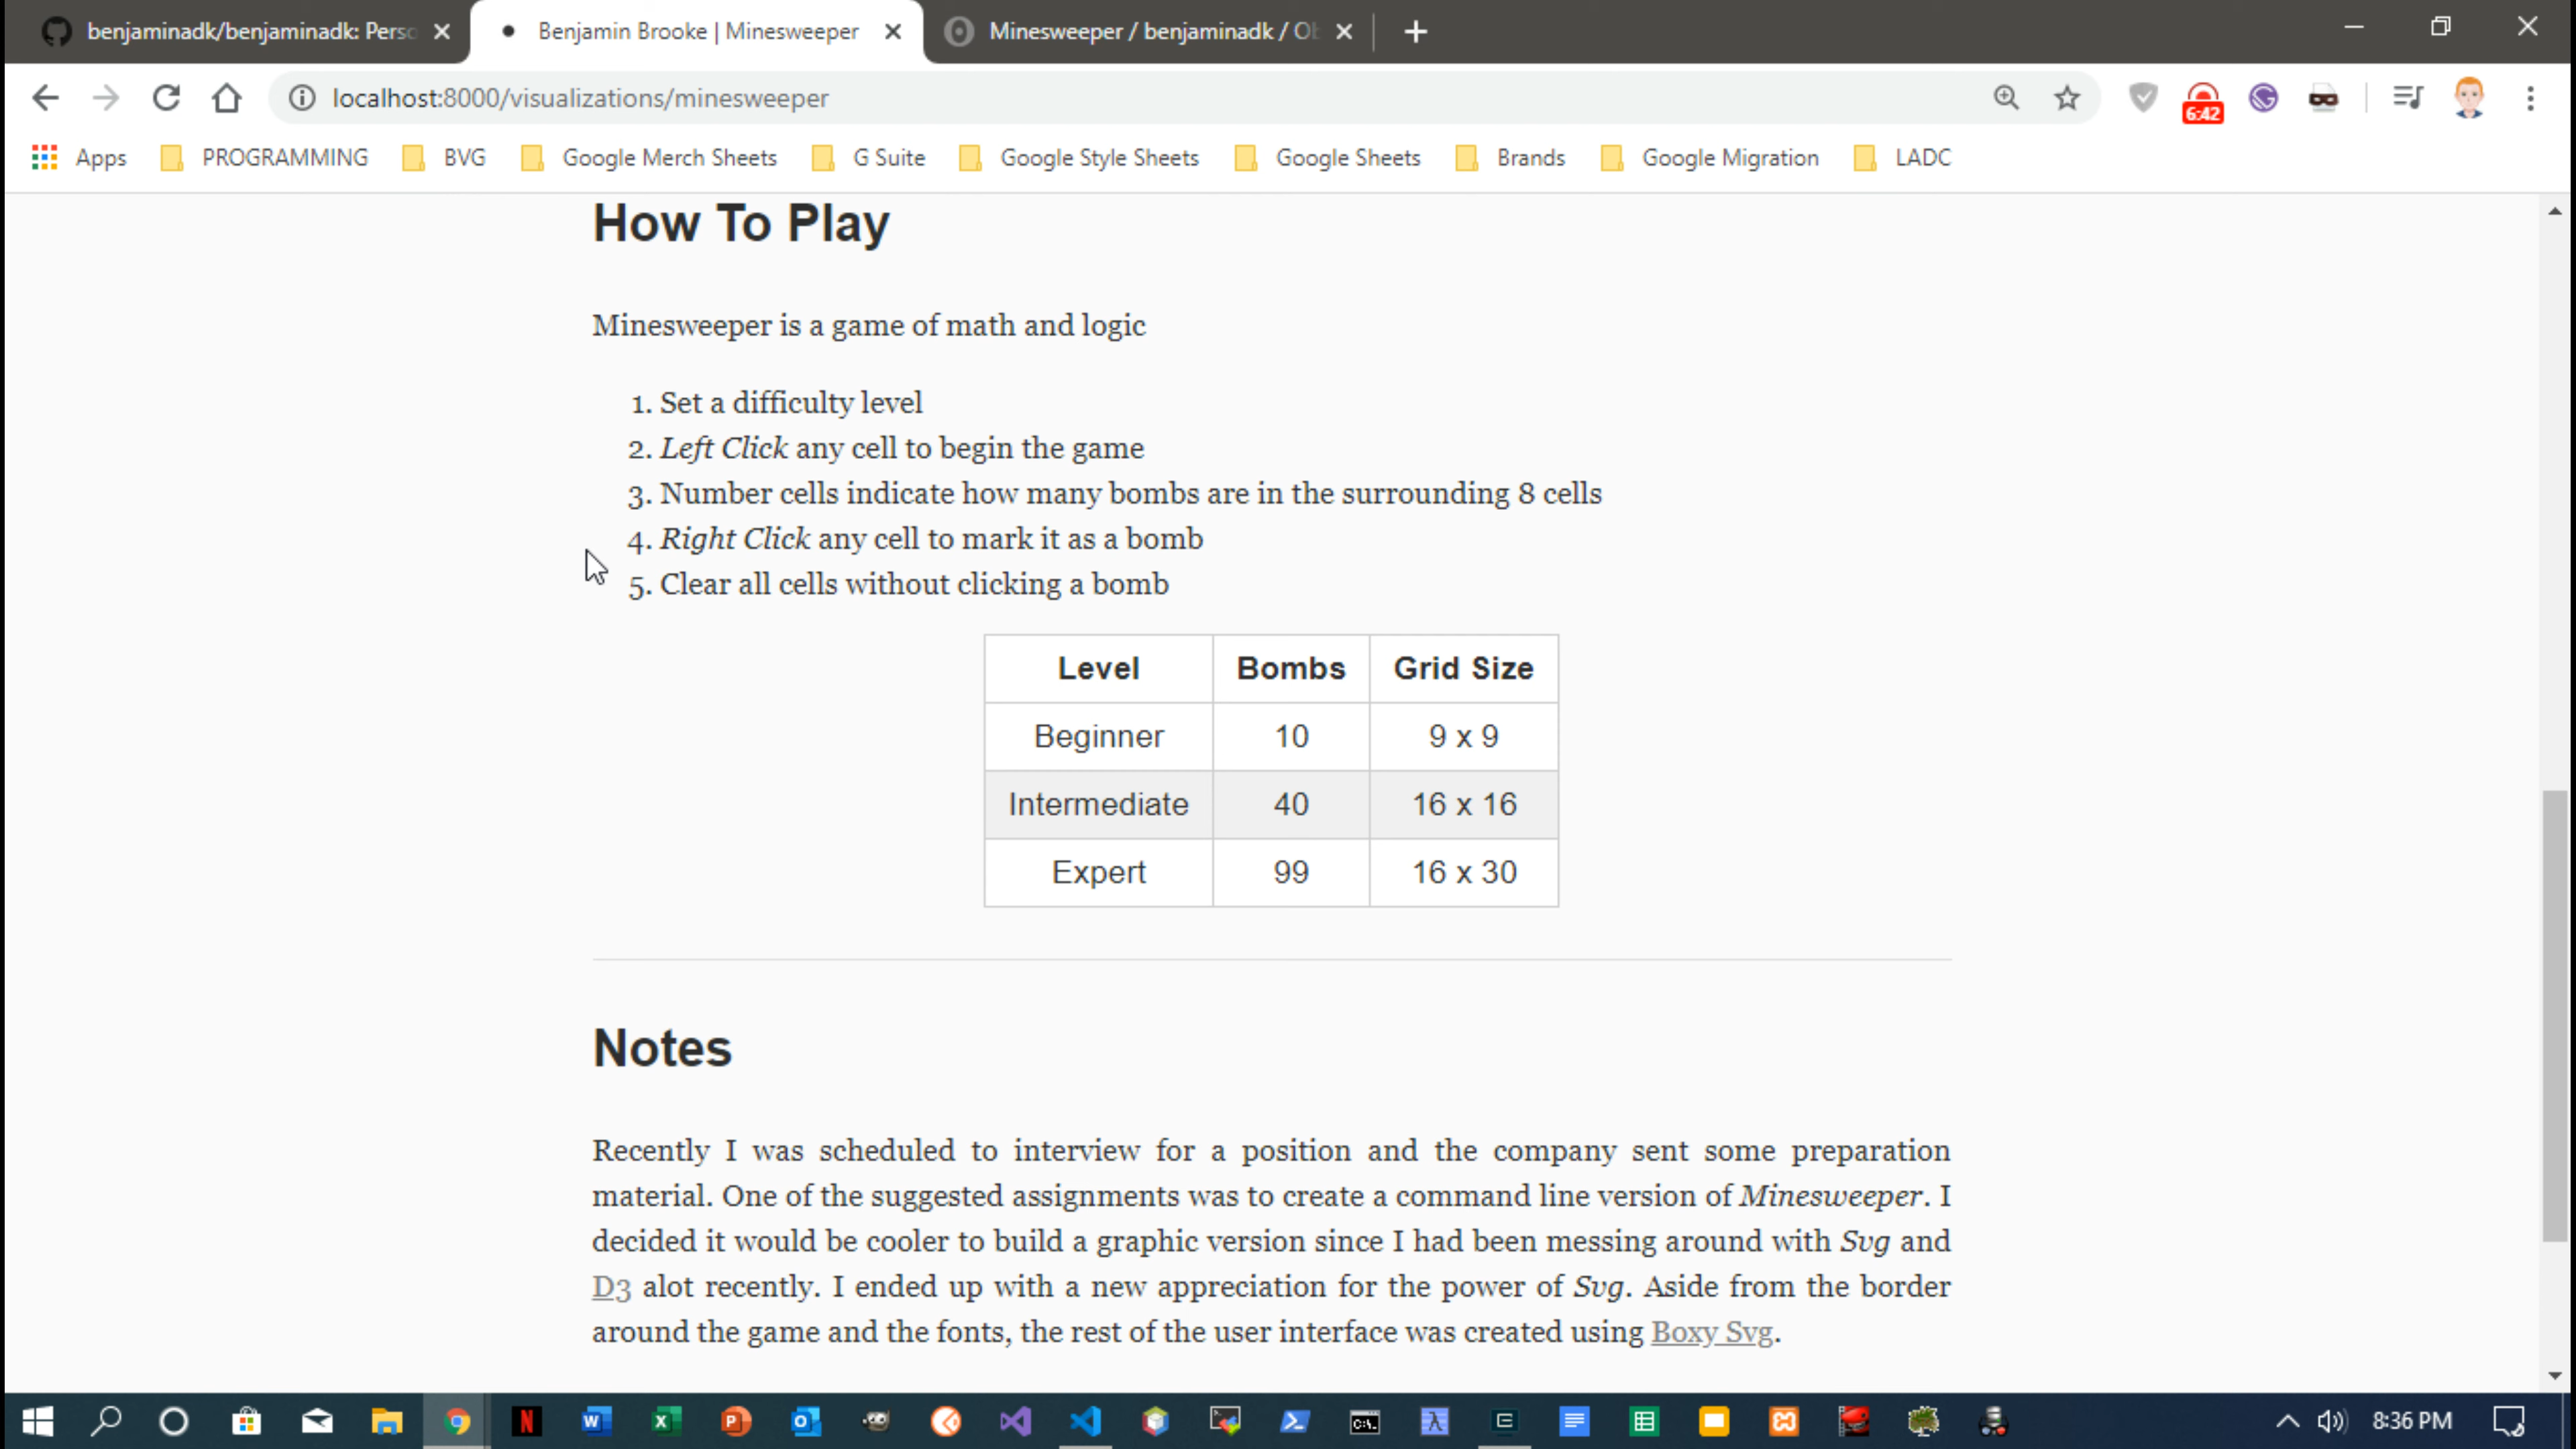 benjaminadk/benjaminadk: Perso
Benjamin Brooke | Minesweeper
Minesweeper / benjaminadk / Ob
localhost:8000/visualizations/minesweeper
6:42
Apps PROGRAMMING BVG Google Merch Sheets G Suite Google Style Sheets Google Sheets Brands Google Migration LADC
How To Play
Minesweeper is a game of math and logic
1. Set a difficulty level
2. Left Click any cell to begin the game
3. Number cells indicate how many bombs are in the surrounding 8 cells
4. Right Click any cell to mark it as a bomb
5. Clear all cells without clicking a bomb
Level Bombs Grid Size
Beginner 10 9 x 9
Intermediate 40 16 x 16
Expert 99 16 x 30
Notes
Recently I was scheduled to interview for a position and the company sent some preparation
material. One of the suggested assignments was to create a command line version of Minesweeper. I
decided it would be cooler to build a graphic version since I had been messing around with Svg and
D3 alot recently. I ended up with a new appreciation for the power of Svg. Aside from the border
around the game and the fonts, the rest of the user interface was created using Boxy Svg.
8:36 PM